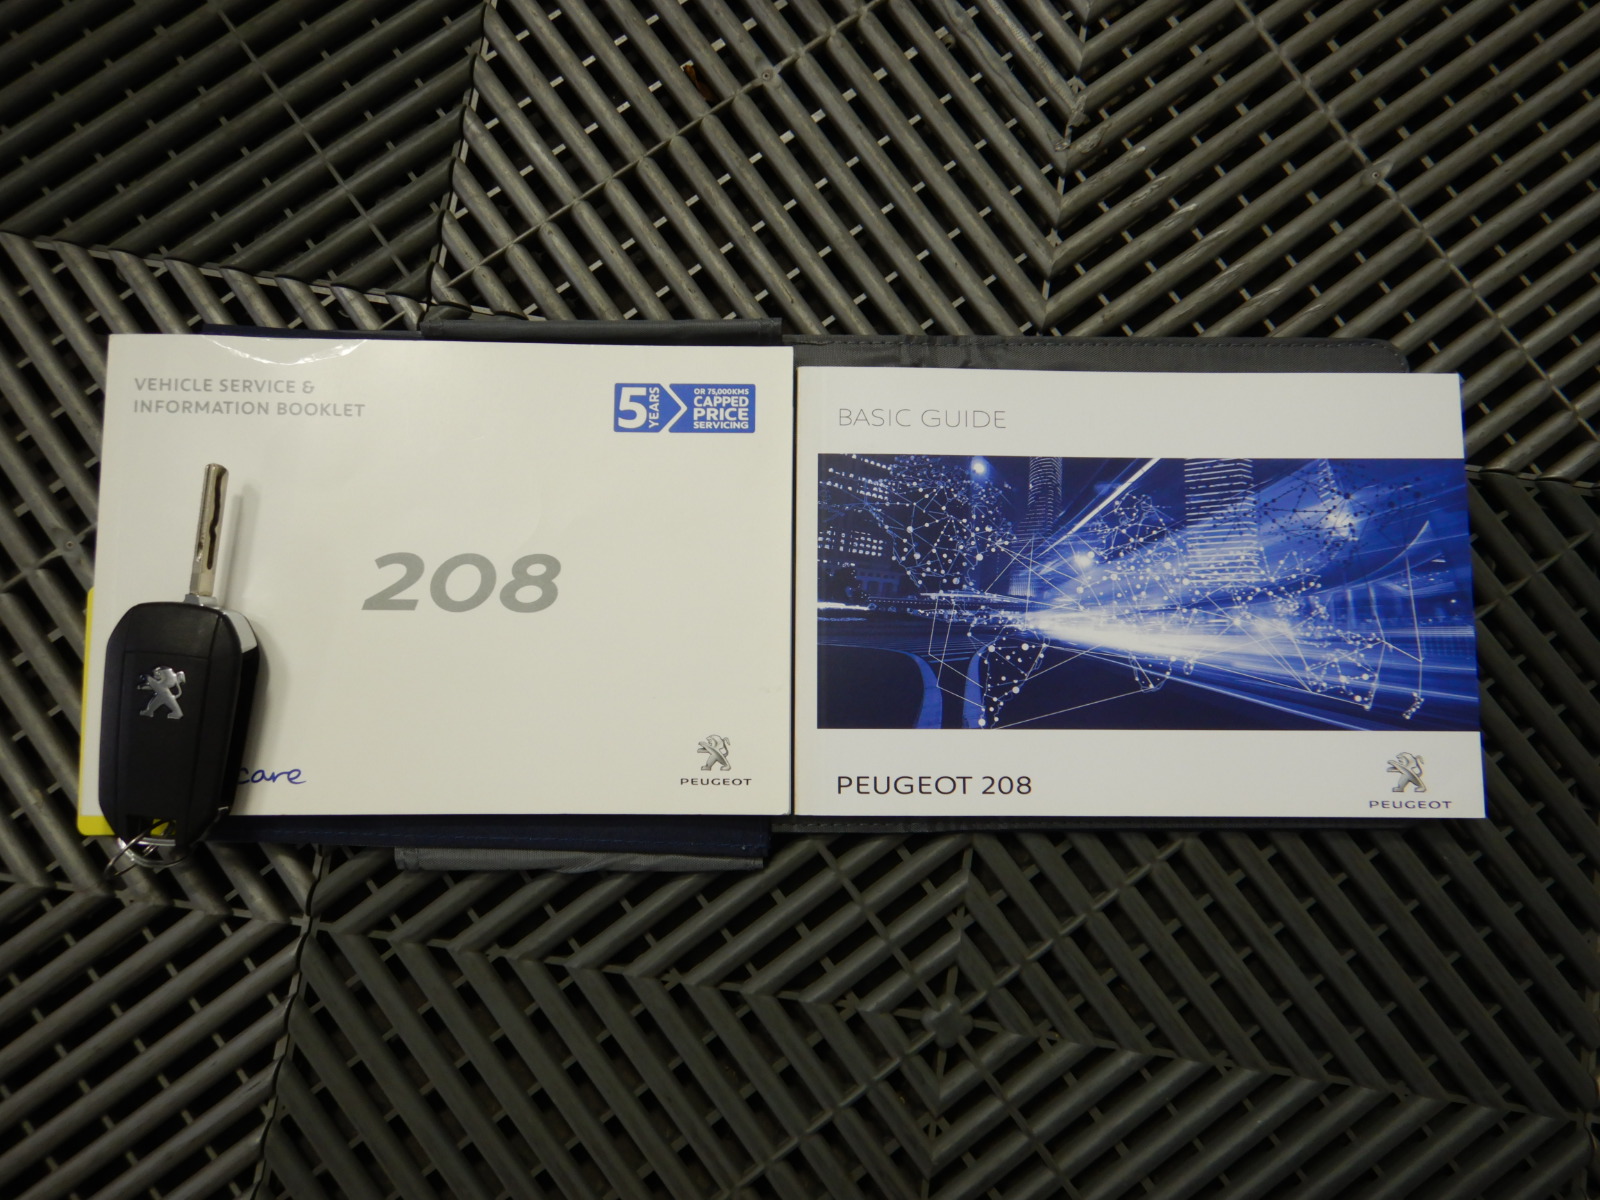 VEHICLE SERVICE &
INFORMATION BOOKLET
5 YEARS
OR 75,000KMS
CAPPED
PRICE
SERVICING
208
care
PEUGEOT
BASIC GUIDE
PEUGEOT 208
PEUGEOT